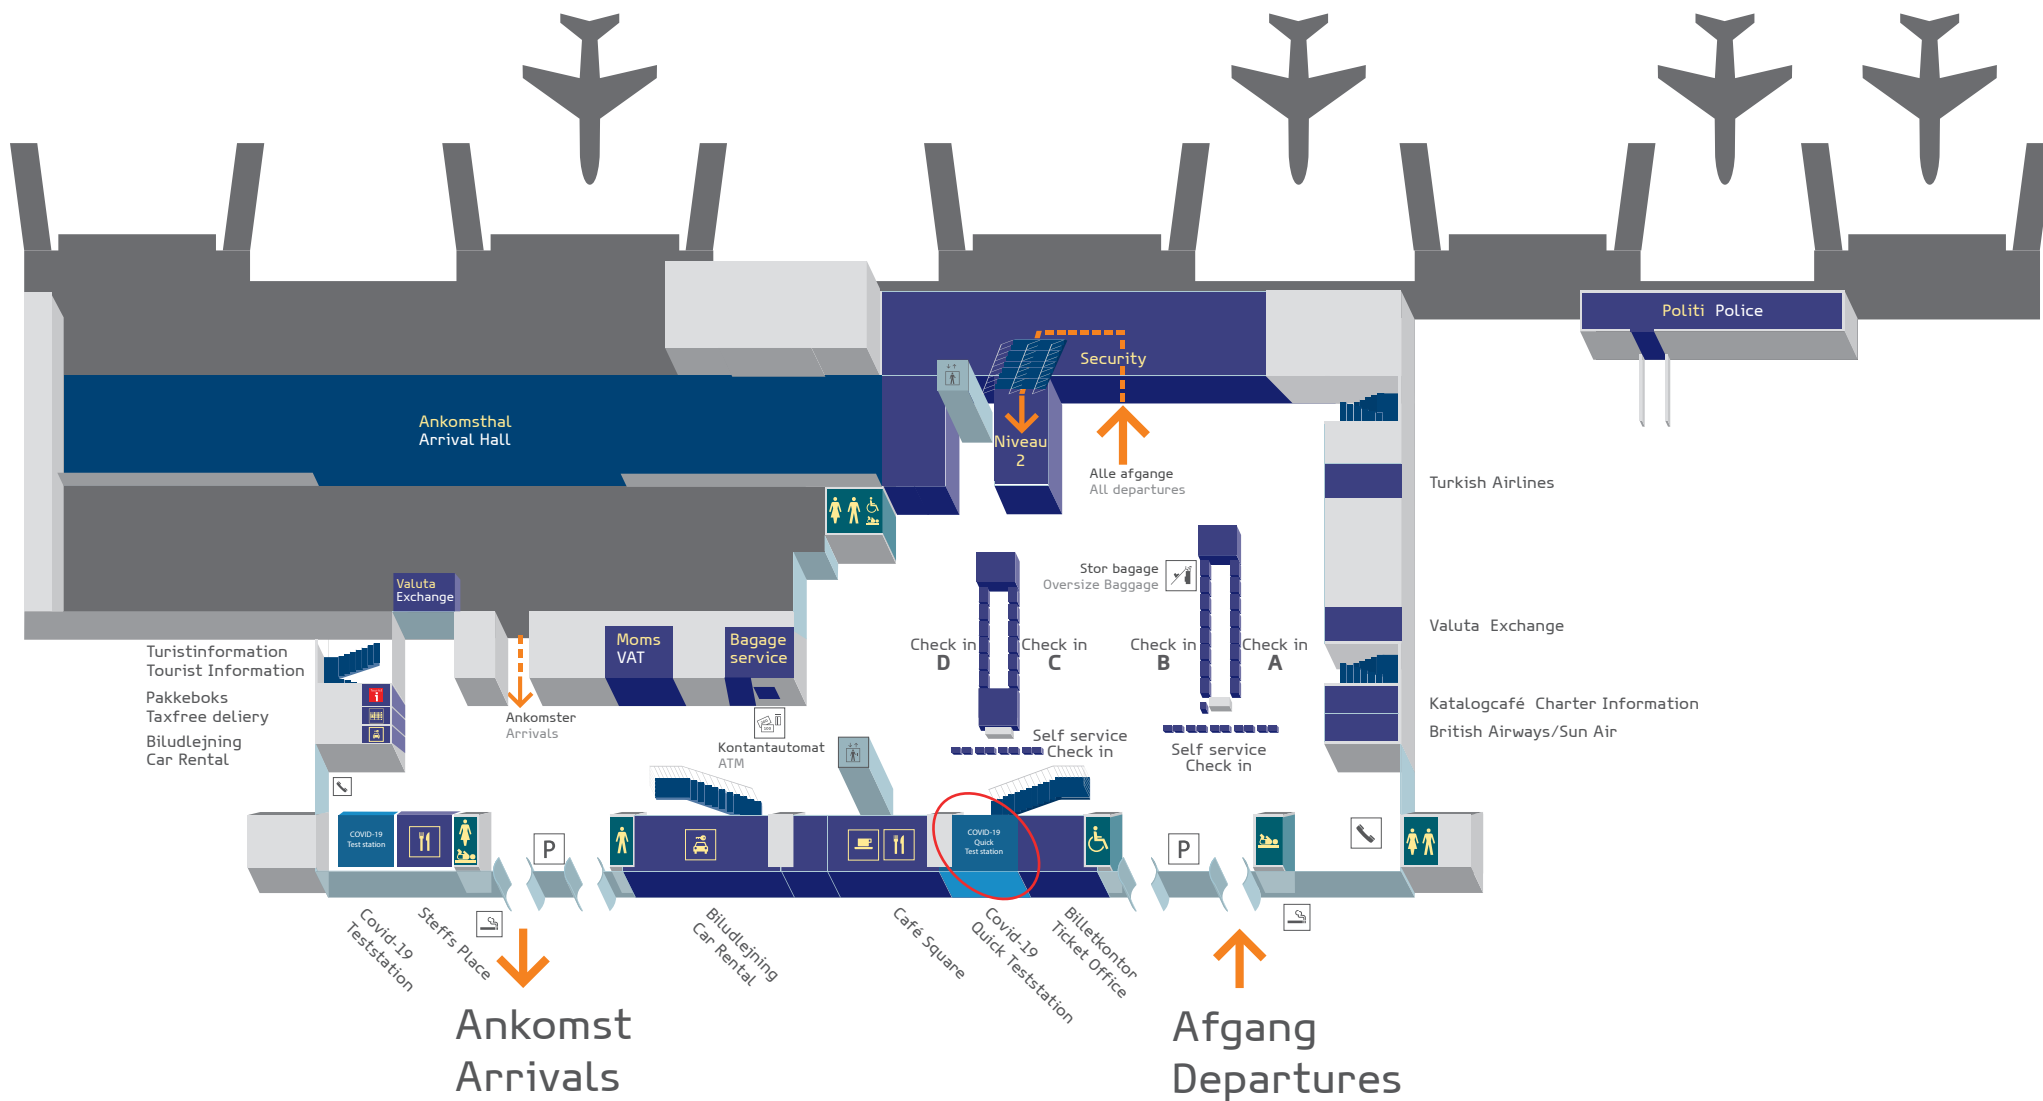 Politi Police
Security
Ankomsthal
Arrival Hall
Niveau
2
Alle afgange
All departures
Turkish Airlines
Stor bagage
Oversize Baggage
Valuta
Exchange
Moms
VAT
Bagage
service
Check in
D
Check in
C
Check in
B
Check in
A
Valuta Exchange
Turistinformation
Tourist Information
Pakkeboks
Taxfree deliery
Biludlejning
Car Rental
i
Ankomster
Arrivals
Kontantautomat
ATM
Self service
Check in
Self service
Check in
Katalogcafé Charter Information
British Airways/Sun Air
COVID-19
Test station
P
COVID-19
Quick
Test station
P
Covid-19
Teststation
Steffs Place
Biludlejning
Car Rental
Café Square
Covid-19
Quick Teststation
Billetkontor
Ticket Office
Ankomst
Arrivals
Afgang
Departures